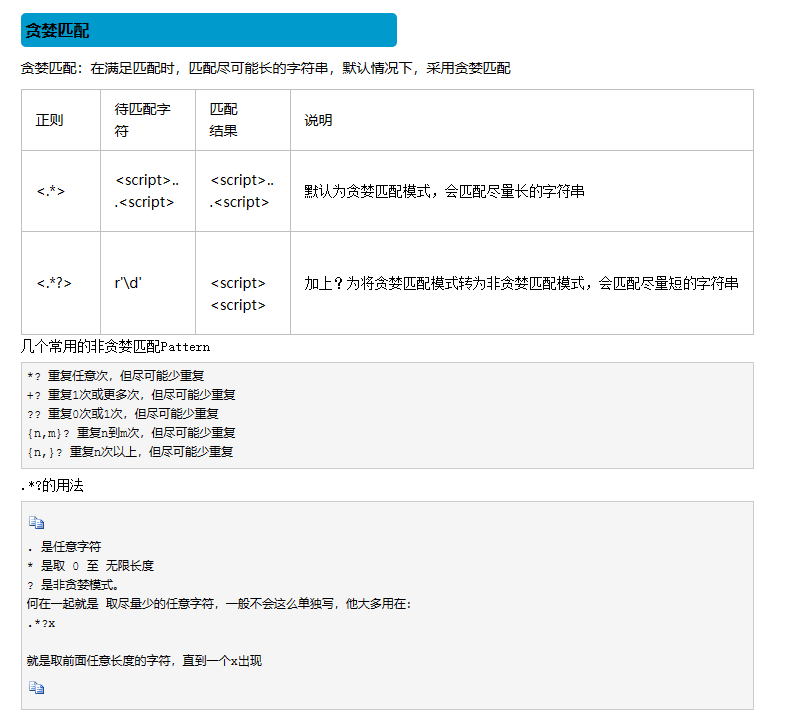 贪婪匹配
贪婪匹配：在满足匹配时，匹配尽可能长的字符串，默认情况下，采用贪婪匹配
正则
待匹配字
符
匹配
结果
说明
<.*>
<script>..
.<script>
<script>..
.<script>
默认为贪婪匹配模式，会匹配尽量长的字符串
<.*?>
r'\d'
<script>
<script>
加上？为将贪婪匹配模式转为非贪婪匹配模式，会匹配尽量短的字符串
几个常用的非贪婪匹配Pattern
*? 重复任意次，但尽可能少重复
+? 重复1次或更多次，但尽可能少重复
?? 重复0次或1次，但尽可能少重复
{n,m}? 重复n到m次，但尽可能少重复
{n,}? 重复n次以上，但尽可能少重复
.*?的用法
. 是任意字符
* 是取 0 至 无限长度
? 是非贪婪模式。
何在一起就是 取尽量少的任意字符，一般不会这么单独写，他大多用在：
.*?x
就是取前面任意长度的字符，直到一个x出现